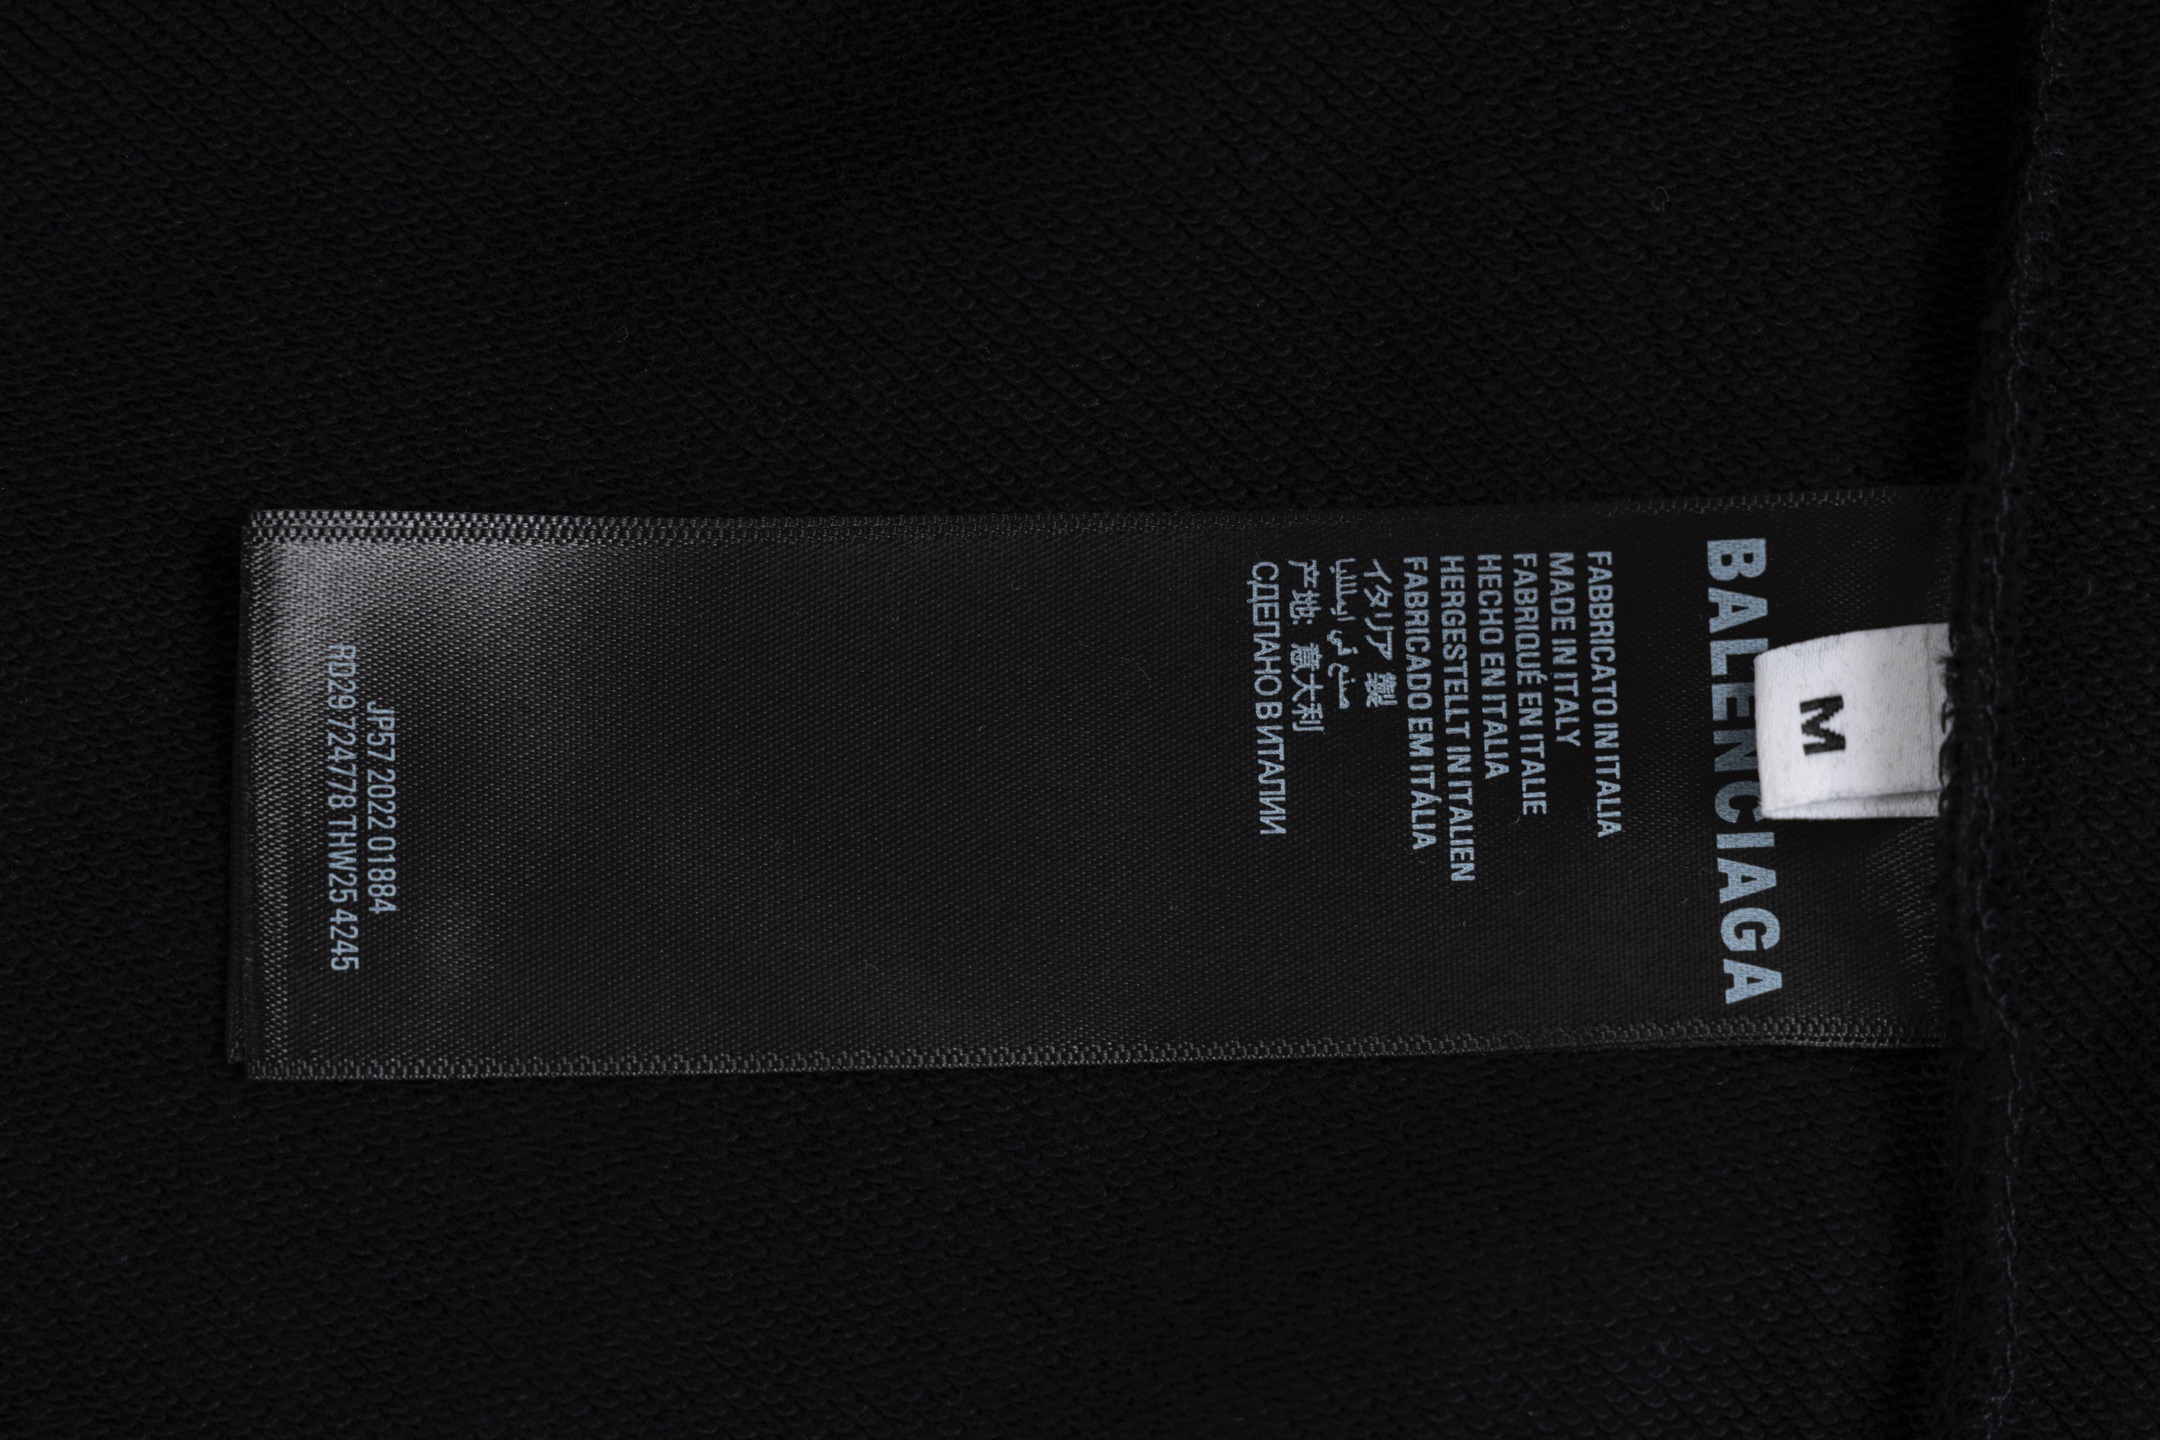 BALENCIAGA
M
FABBRICATO IN ITALIA
MADE IN ITALY
FABRIQUÉ EN ITALIE
HECHO EN ITALIA
HERGESTELLT IN ITALIEN
FABRICADO EM ITÁLIA
イタリア 製
صنع في ايطاليا
产地: 意大利
СДЕЛАНО В ИТАЛИИ
JP57 2022 01884
RD29 724778 THW25 4245